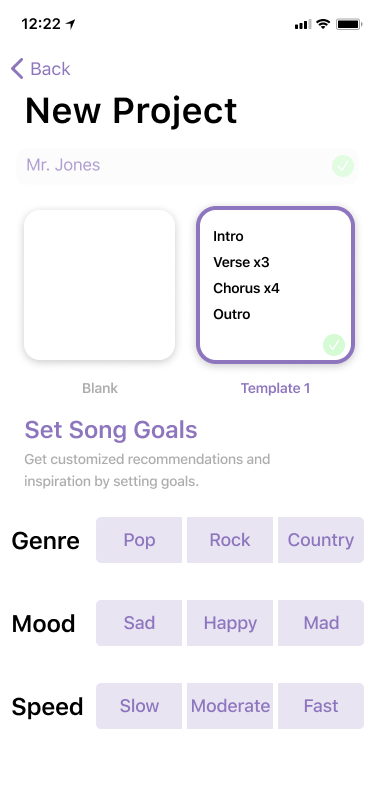 12:22
Back
New Project
Mr. Jones
Intro
Verse x3
Chorus x4
Outro
Blank
Template 1
Set Song Goals
Get customized recommendations and
inspiration by setting goals.
Genre Pop Rock Country
Mood Sad Happy Mad
Speed Slow Moderate Fast